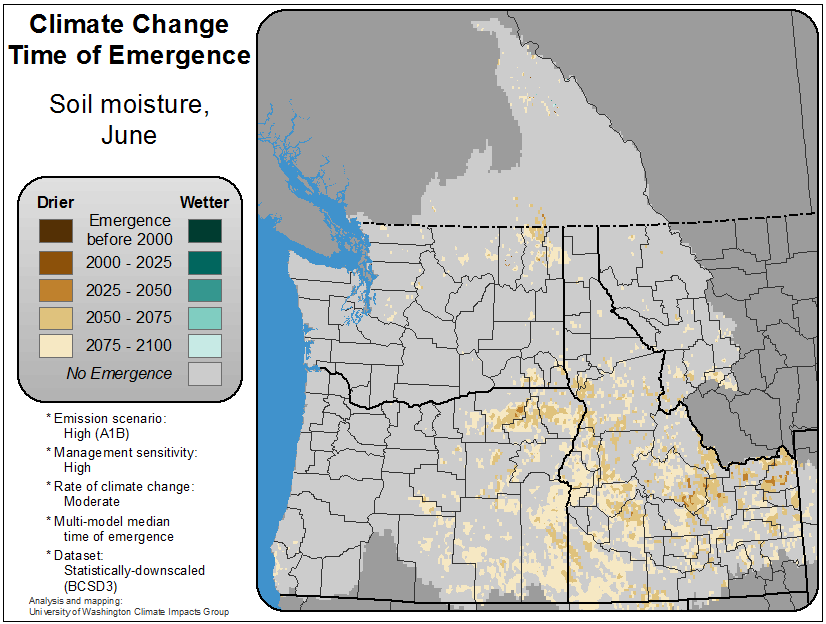 Climate Change
Time of Emergence
Soil moisture,
June
Drier Wetter
Emergence
before 2000
2000 - 2025
2025 - 2050
2050 - 2075
2075 - 2100
No Emergence
* Emission scenario:
High (A1B)
* Management sensitivity:
High
* Rate of climate change:
Moderate
* Multi-model median
time of emergence
* Dataset:
Statistically-downscaled
(BCSD3)
Analysis and mapping:
University of Washington Climate Impacts Group